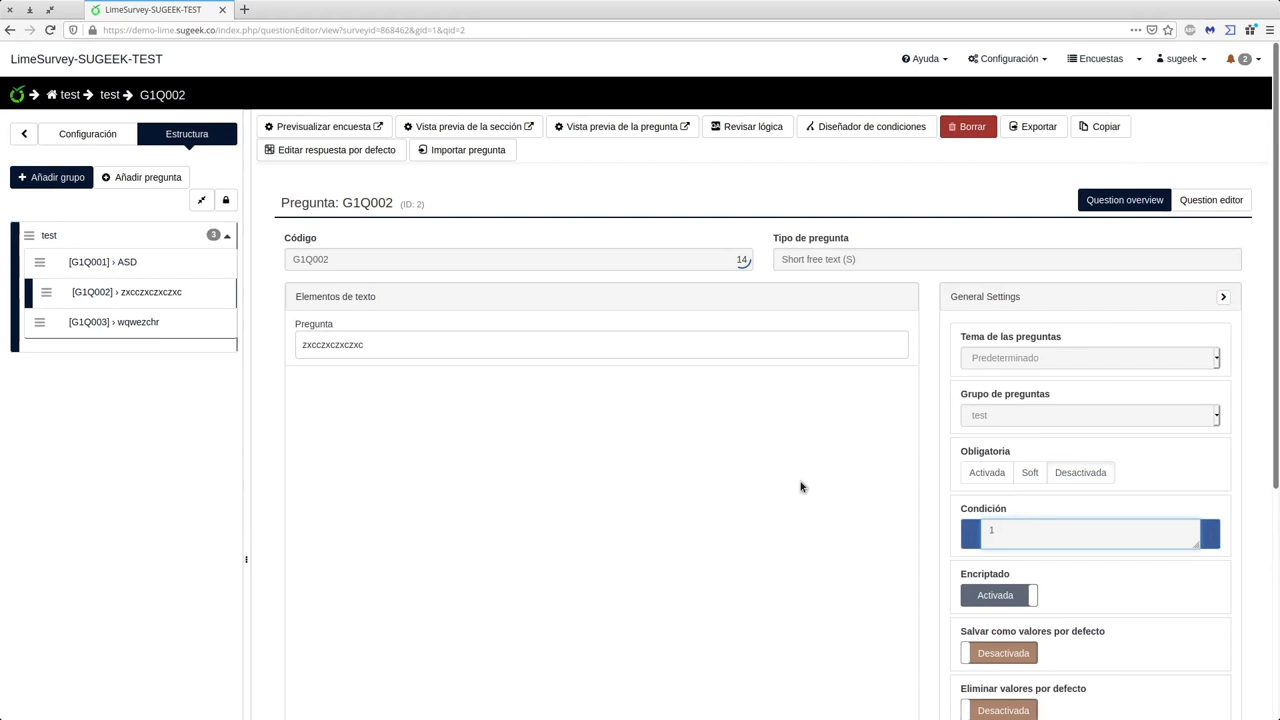 LimeSurvey-SUGEEK-TEST
https://demo-lime.sugeek.co/index.php/questionEditor/view?surveyid=868462&gid=1&qid=2
LimeSurvey-SUGEEK-TEST
Ayuda
Configuración
Encuestas
sugeek
2
test
test
G1Q002
Configuración
Estructura
Previsualizar encuesta
Vista previa de la sección
Vista previa de la pregunta
Revisar lógica
Diseñador de condiciones
Borrar
Exportar
Copiar
Editar respuesta por defecto
Importar pregunta
Añadir grupo
Añadir pregunta
test
3
[G1Q001] › ASD
[G1Q002] › zxcczxczxczxc
[G1Q003] › wqwezchr
Pregunta: G1Q002 (ID: 2)
Question overview
Question editor
Código
G1Q002
14
Tipo de pregunta
Short free text (S)
Elementos de texto
Pregunta
zxcczxczxczxc
General Settings
Tema de las preguntas
Predeterminado
Grupo de preguntas
test
Obligatoria
Activada
Soft
Desactivada
Condición
1
Encriptado
Activada
Salvar como valores por defecto
Desactivada
Eliminar valores por defecto
Desactivada